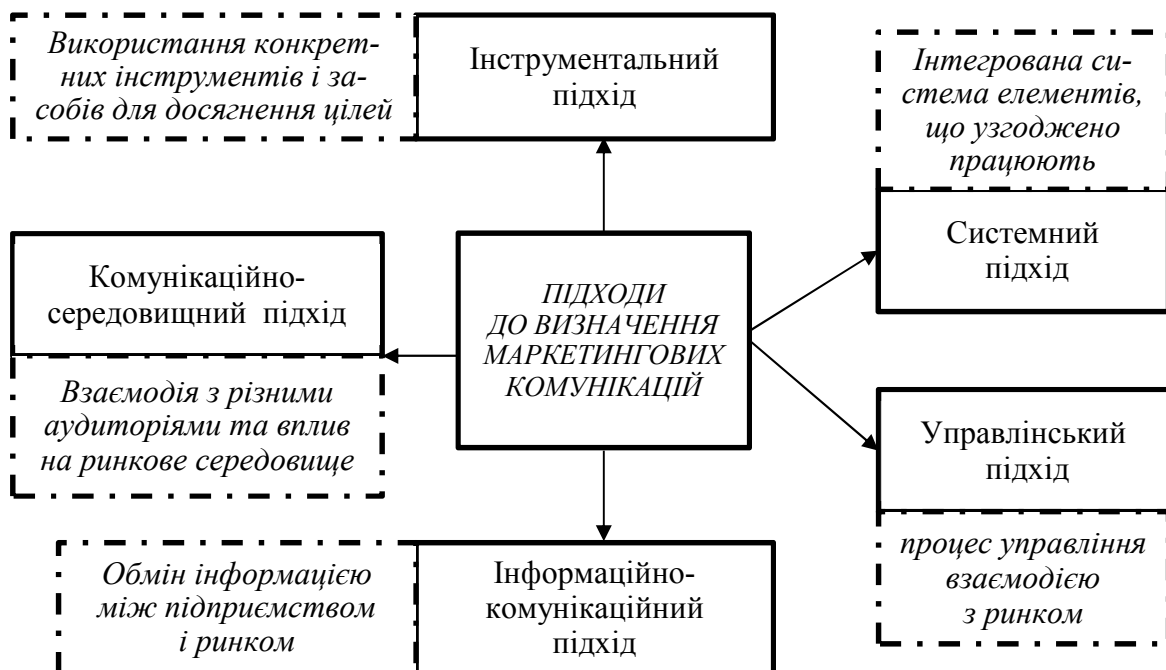 Використання конкрет-
них інструментів і за-
собів для досягнення цілей
Інструментальний
підхід
Інтегрована си-
стема елементів,
що узгоджено
працюють
Системний
підхід
Комунікаційно-
середовищний підхід
Взаємодія з різними
аудиторіями та вплив
на ринкове середовище
ПІДХОДИ
ДО ВИЗНАЧЕННЯ
МАРКЕТИНГОВИХ
КОМУНІКАЦІЙ
Управлінський
підхід
процес управління
взаємодією
з ринком
Обмін інформацією
між підприємством
і ринком
Інформаційно-
комунікаційний
підхід